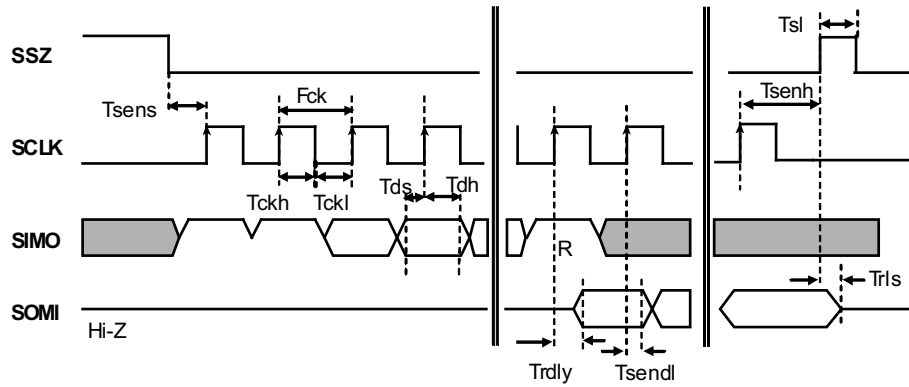 SSZ
Tsl
Tsens
Fck
Tsenh
SCLK
Tckh
Tckl
Tds
Tdh
SIMO
R
Trls
SOMI
Hi-Z
Trdly
Tsendl